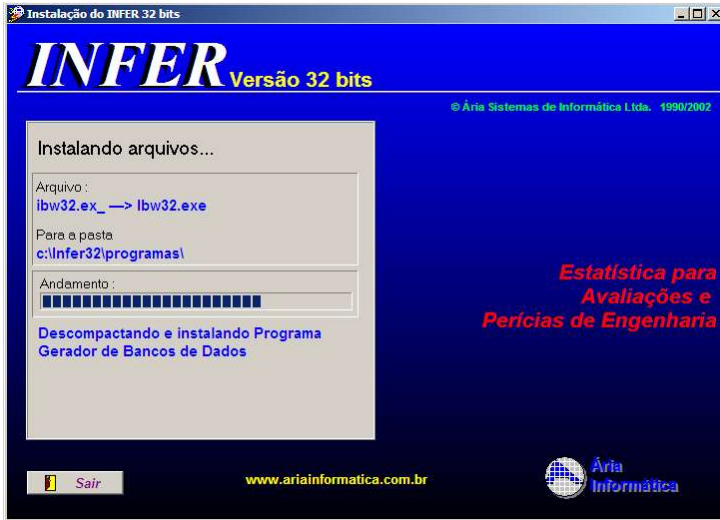 Instalação do INFER 32 bits
INFER Versão 32 bits
© Ária Sistemas de Informática Ltda. 1990/2002
Instalando arquivos...
Arquivo :
ibw32.ex_ —> Ibw32.exe
Para a pasta
c:\Infer32\programas\
Andamento :
Descompactando e instalando Programa
Gerador de Bancos de Dados
Estatística para
Avaliações e
Perícias de Engenharia
Sair
www.ariainformatica.com.br
Ária
Informática